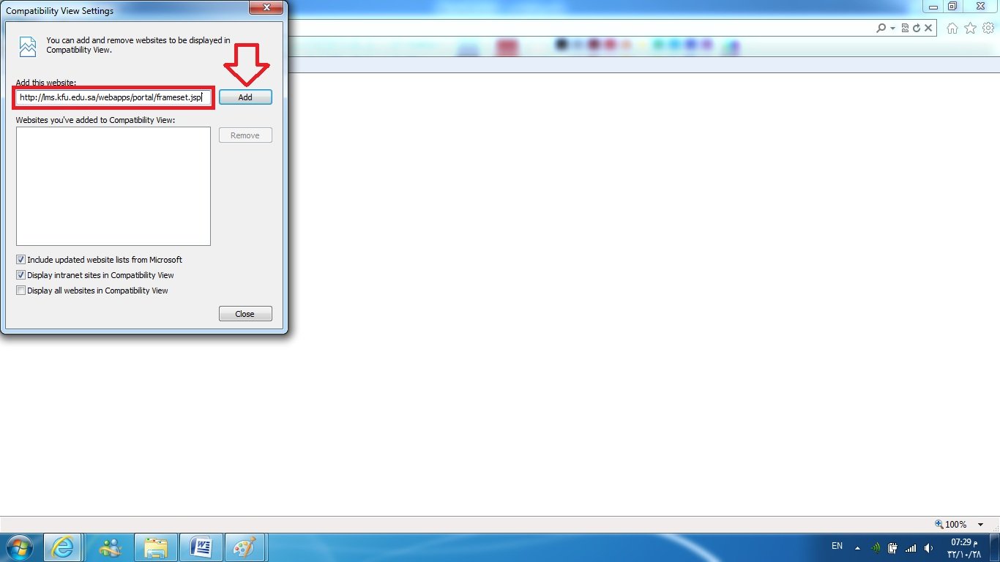 Compatibility View Settings
You can add and remove websites to be displayed in
Compatibility View.
Add this website:
http://lms.kfu.edu.sa/webapps/portal/frameset.jsp
Add
Websites you've added to Compatibility View:
Remove
Include updated website lists from Microsoft
Display intranet sites in Compatibility View
Display all websites in Compatibility View
Close
100%
EN
07:29 م
٣٢/١٠/٢٨